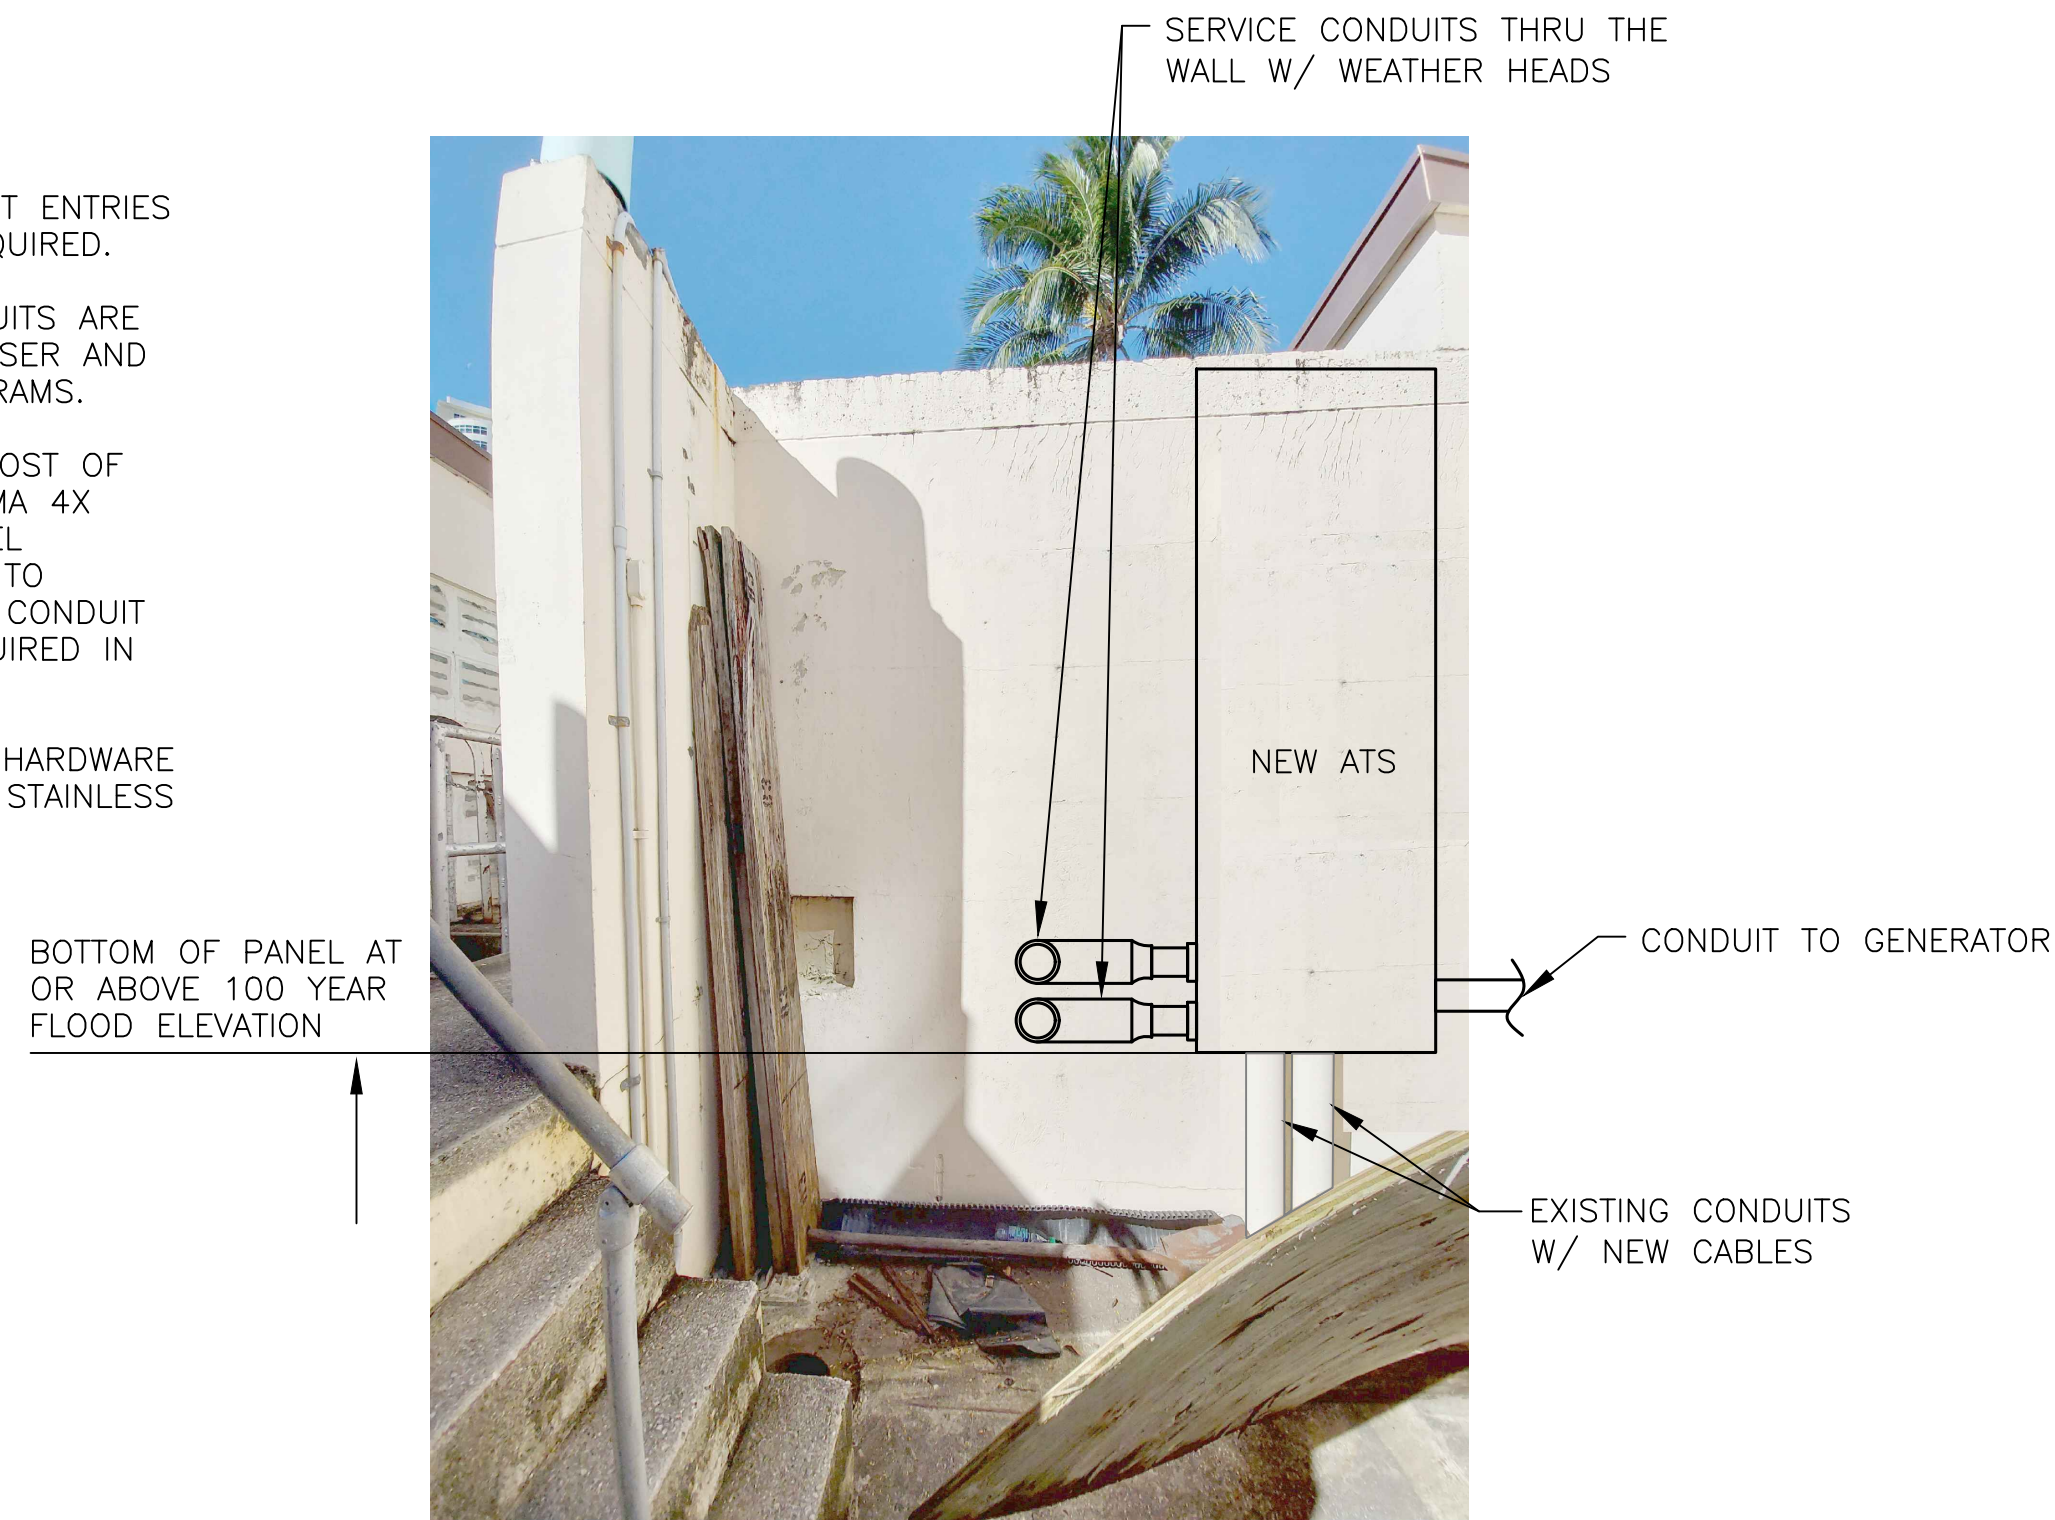 SERVICE CONDUITS THRU THE
WALL W/ WEATHER HEADS
T ENTRIES
QUIRED.
UITS ARE
SER AND
RAMS.
OST OF
MA 4X
EL
TO
CONDUIT
UIRED IN
HARDWARE
STAINLESS
NEW ATS
BOTTOM OF PANEL AT
OR ABOVE 100 YEAR
FLOOD ELEVATION
CONDUIT TO GENERATOR
EXISTING CONDUITS
W/ NEW CABLES